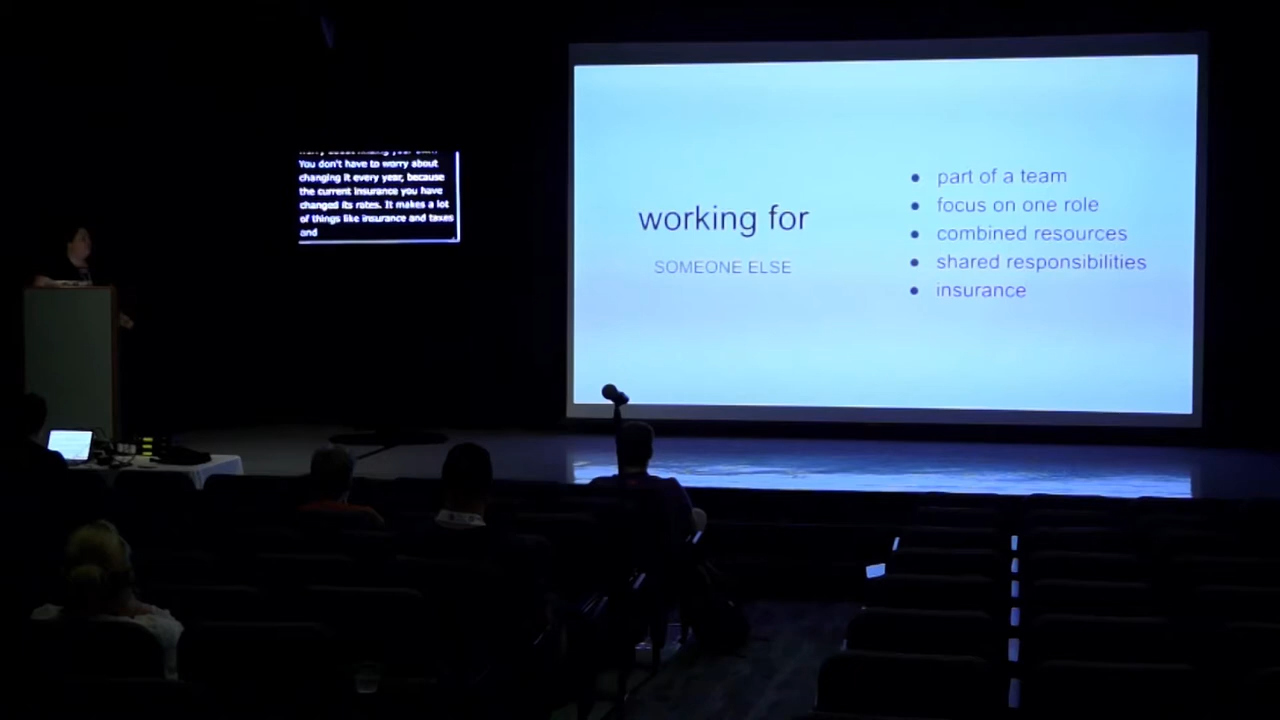 You don't have to worry about
changing it every year, because
the current insurance you have
changed its rates. It makes a lot
of things like insurance and taxes
and
working for
SOMEONE ELSE
part of a team
focus on one role
combined resources
shared responsibilities
insurance